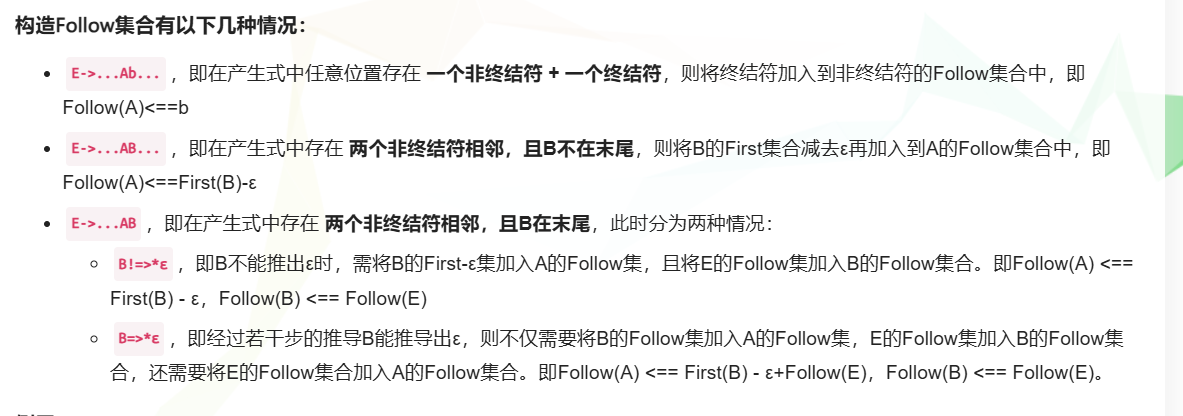 构造Follow集合有以下几种情况：
E->...Ab... ，即在产生式中任意位置存在 一个非终结符 + 一个终结符，则将终结符加入到非终结符的Follow集合中，即
Follow(A)<==b
E->...AB... ，即在产生式中存在 两个非终结符相邻，且B不在末尾，则将B的First集合减去ε再加入到A的Follow集合中，即
Follow(A)<==First(B)-ε
E->...AB ，即在产生式中存在 两个非终结符相邻，且B在末尾，此时分为两种情况：
B!=>*ε ，即B不能推出ε时，需将B的First-ε集加入A的Follow集，且将E的Follow集加入B的Follow集合。即Follow(A) <==
First(B) - ε，Follow(B) <== Follow(E)
B=>*ε ，即经过若干步的推导B能推导出ε，则不仅需要将B的Follow集加入A的Follow集，E的Follow集加入B的Follow集
合，还需要将E的Follow集合加入A的Follow集合。即Follow(A) <== First(B) - ε+Follow(E)，Follow(B) <== Follow(E)。